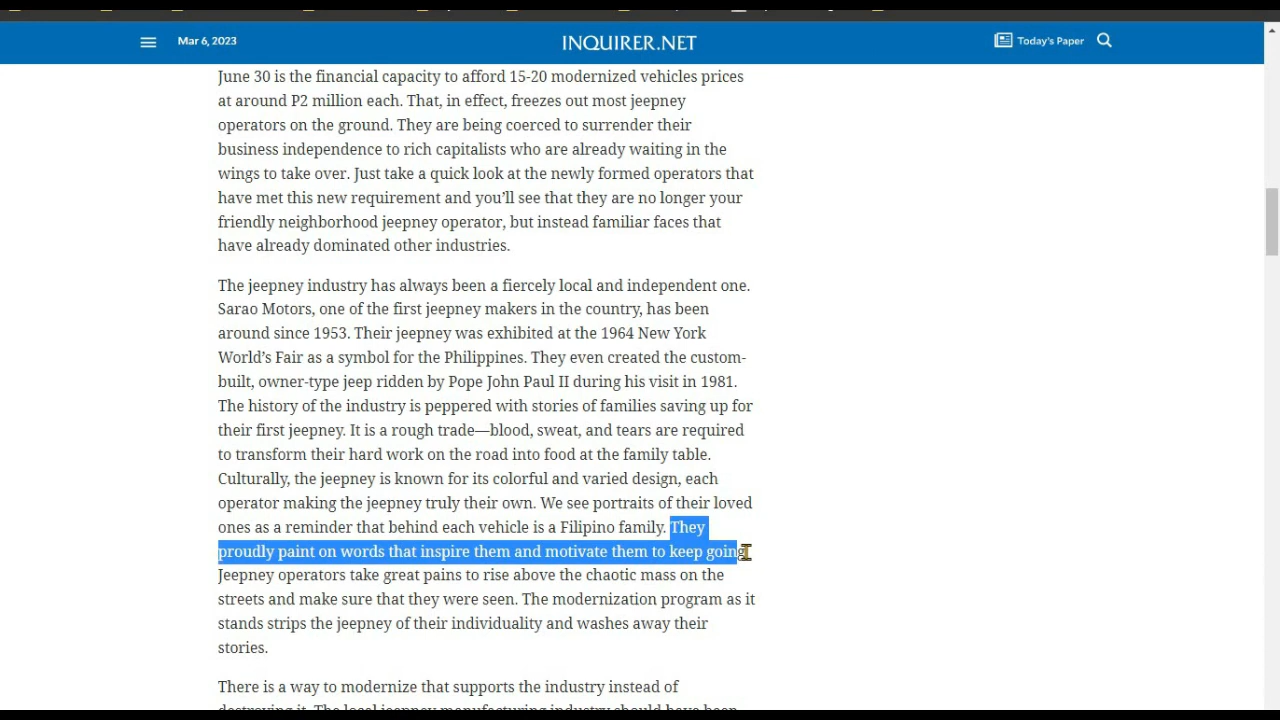 Mar 6, 2023
INQUIRER.NET
Today's Paper
June 30 is the financial capacity to afford 15-20 modernized vehicles prices
at around P2 million each. That, in effect, freezes out most jeepney
operators on the ground. They are being coerced to surrender their
business independence to rich capitalists who are already waiting in the
wings to take over. Just take a quick look at the newly formed operators that
have met this new requirement and you’ll see that they are no longer your
friendly neighborhood jeepney operator, but instead familiar faces that
have already dominated other industries.
The jeepney industry has always been a fiercely local and independent one.
Sarao Motors, one of the first jeepney makers in the country, has been
around since 1953. Their jeepney was exhibited at the 1964 New York
World’s Fair as a symbol for the Philippines. They even created the custom-
built, owner-type jeep ridden by Pope John Paul II during his visit in 1981.
The history of the industry is peppered with stories of families saving up for
their first jeepney. It is a rough trade—blood, sweat, and tears are required
to transform their hard work on the road into food at the family table.
Culturally, the jeepney is known for its colorful and varied design, each
operator making the jeepney truly their own. We see portraits of their loved
ones as a reminder that behind each vehicle is a Filipino family. They
proudly paint on words that inspire them and motivate them to keep going
Jeepney operators take great pains to rise above the chaotic mass on the
streets and make sure that they were seen. The modernization program as it
stands strips the jeepney of their individuality and washes away their
stories.
There is a way to modernize that supports the industry instead of
destroying it. The local jeepney manufacturing industry should have been